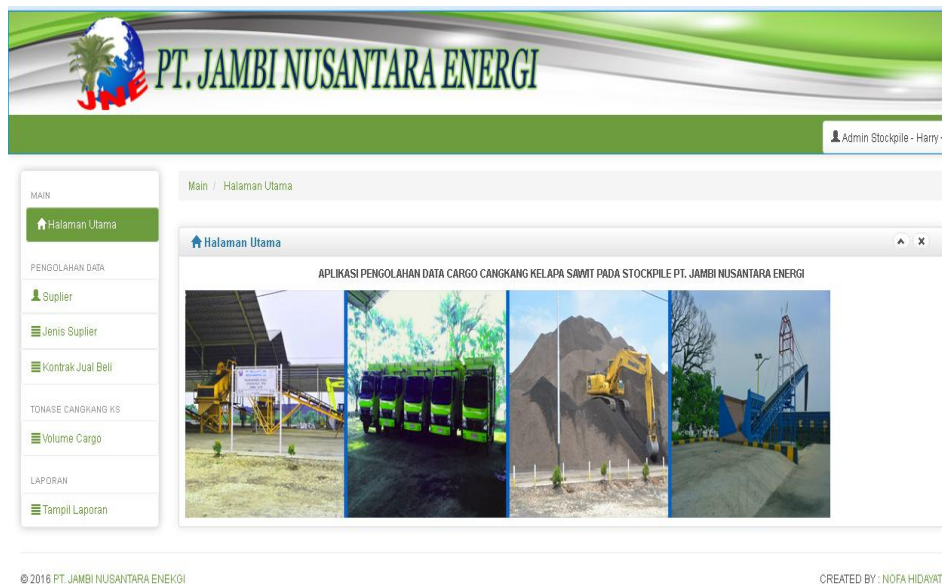 PT. JAMBI NUSANTARA ENERGI
JNE
Admin Stockpile - Harry
MAIN
Halaman Utama
PENGOLAHAN DATA
Suplier
Jenis Suplier
Kontrak Jual Beli
TONASE CANGKANG KS
Volume Cargo
LAPORAN
Tampil Laporan
Main / Halaman Utama
Halaman Utama
APLIKASI PENGOLAHAN DATA CARGO CANGKANG KELAPA SAWIT PADA STOCKPILE PT. JAMBI NUSANTARA ENERGI
© 2016 PT. JAMBI NUSANTARA ENEKGI
CREATED BY : NOFA HIDAYAT